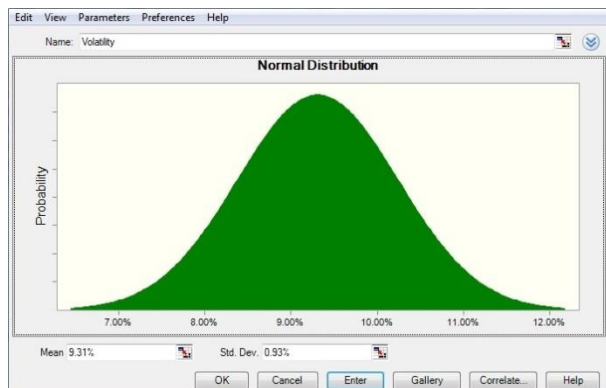 Edit View Parameters Preferences Help
Name: Volatility
Normal Distribution
Probability
7.00% 8.00% 9.00% 10.00% 11.00% 12.00%
Mean 9.31% Std. Dev. 0.93%
OK Cancel Enter Gallery Correlate... Help